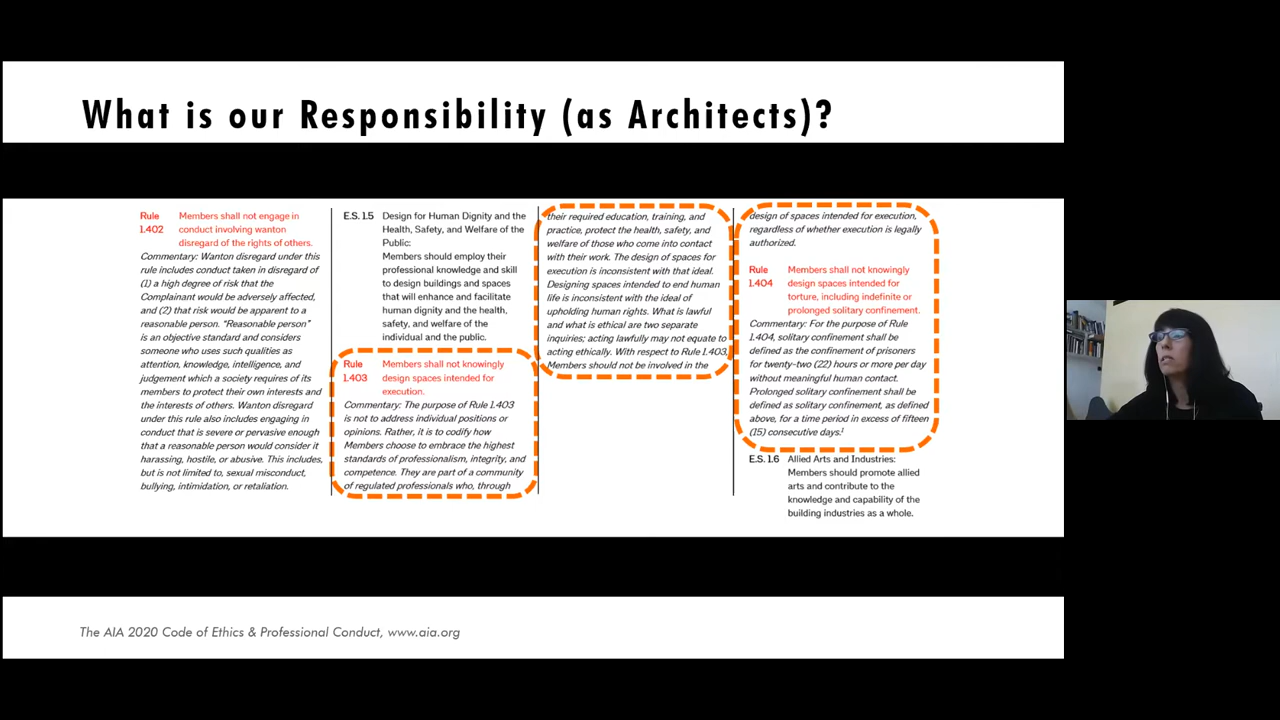 What is our Responsibility (as Architects)?
Rule Members shall not engage in
1.402 conduct involving wanton
disregard of the rights of others.
Commentary: Wanton disregard under this
rule includes conduct taken in disregard of
(1) a high degree of risk that the
Complainant would be adversely affected,
and (2) that risk would be apparent to a
reasonable person. “Reasonable person”
is an objective standard and considers
someone who uses such qualities as
attention, knowledge, intelligence, and
judgement which a society requires of its
members to protect their own interests and
the interests of others. Wanton disregard
under this rule also includes engaging in
conduct that is severe or pervasive enough
that a reasonable person would consider it
harassing, hostile, or abusive. This includes,
but is not limited to, sexual misconduct,
bullying, intimidation, or retaliation.
E.S. 1.5 Design for Human Dignity and the
Health, Safety, and Welfare of the
Public:
Members should employ their
professional knowledge and skill
to design buildings and spaces
that will enhance and facilitate
human dignity and the health,
safety, and welfare of the
individual and the public.
Rule Members shall not knowingly
1.403 design spaces intended for
execution.
Commentary: The purpose of Rule 1.403
is not to address individual positions or
opinions. Rather, it is to codify how
Members choose to embrace the highest
standards of professionalism, integrity, and
competence. They are part of a community
of regulated professionals who, through
their required education, training, and
practice, protect the health, safety, and
welfare of those who come into contact
with their work. The design of spaces for
execution is inconsistent with that ideal.
Designing spaces intended to end human
life is inconsistent with the ideal of
upholding human rights. What is lawful
and what is ethical are two separate
inquiries; acting lawfully may not equate to
acting ethically. With respect to Rule 1.403,
Members should not be involved in the
design of spaces intended for execution,
regardless of whether execution is legally
authorized.
Rule Members shall not knowingly
1.404 design spaces intended for
torture, including indefinite or
prolonged solitary confinement.
Commentary: For the purpose of Rule
1.404, solitary confinement shall be
defined as the confinement of prisoners
for twenty-two (22) hours or more per day
without meaningful human contact.
Prolonged solitary confinement shall be
defined as solitary confinement, as defined
above, for a time period in excess of fifteen
(15) consecutive days.¹
E.S. 1.6 Allied Arts and Industries:
Members should promote allied
arts and contribute to the
knowledge and capability of the
building industries as a whole.
The AIA 2020 Code of Ethics & Professional Conduct, www.aia.org